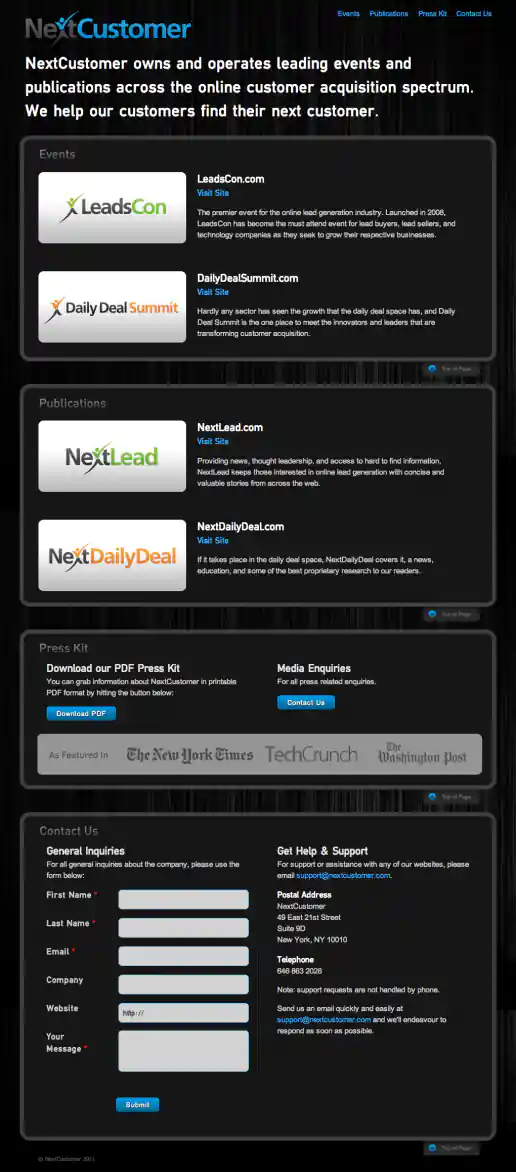 NextCustomer
Events Publications Press Kit Contact Us
NextCustomer owns and operates leading events and
publications across the online customer acquisition spectrum.
We help our customers find their next customer.
Events
LeadsCon
LeadsCon.com
Visit Site
The premier event for the online lead generation industry. Launched in 2008,
LeadsCon has become the must attend event for lead buyers, lead sellers, and
technology companies as they seek to grow their respective businesses.
Daily Deal Summit
DailyDealSummit.com
Visit Site
Hardly any sector has seen the growth that the daily deal space has, and Daily
Deal Summit is the one place to meet the innovators and leaders that are
transforming customer acquisition.
Top of Page
Publications
NextLead
NextLead.com
Visit Site
Providing news, thought leadership, and access to hard to find information,
NextLead keeps those interested in online lead generation with concise and
valuable stories from across the web.
NextDailyDeal
NextDailyDeal.com
Visit Site
If it takes place in the daily deal space, NextDailyDeal covers it, a news,
education, and some of the best proprietary research to our readers.
Top of Page
Press Kit
Download our PDF Press Kit
You can grab information about NextCustomer in printable
PDF format by hitting the button below:
Download PDF
Media Enquiries
For all press related enquiries.
Contact Us
As Featured In The New York Times TechCrunch The Washington Post
Top of Page
Contact Us
General Inquiries
For all general inquiries about the company, please use the
form below:
First Name *
Last Name *
Email *
Company
Website http://
Your
Message *
Submit
Get Help & Support
For support or assistance with any of our websites, please
email support@nextcustomer.com.
Postal Address
NextCustomer
49 East 21st Street
Suite 9D
New York, NY 10010
Telephone
646 863 2028
Note: support requests are not handled by phone.
Send us an email quickly and easily at
support@nextcustomer.com and we'll endeavour to
respond as soon as possible.
Top of Page
© NextCustomer 2011